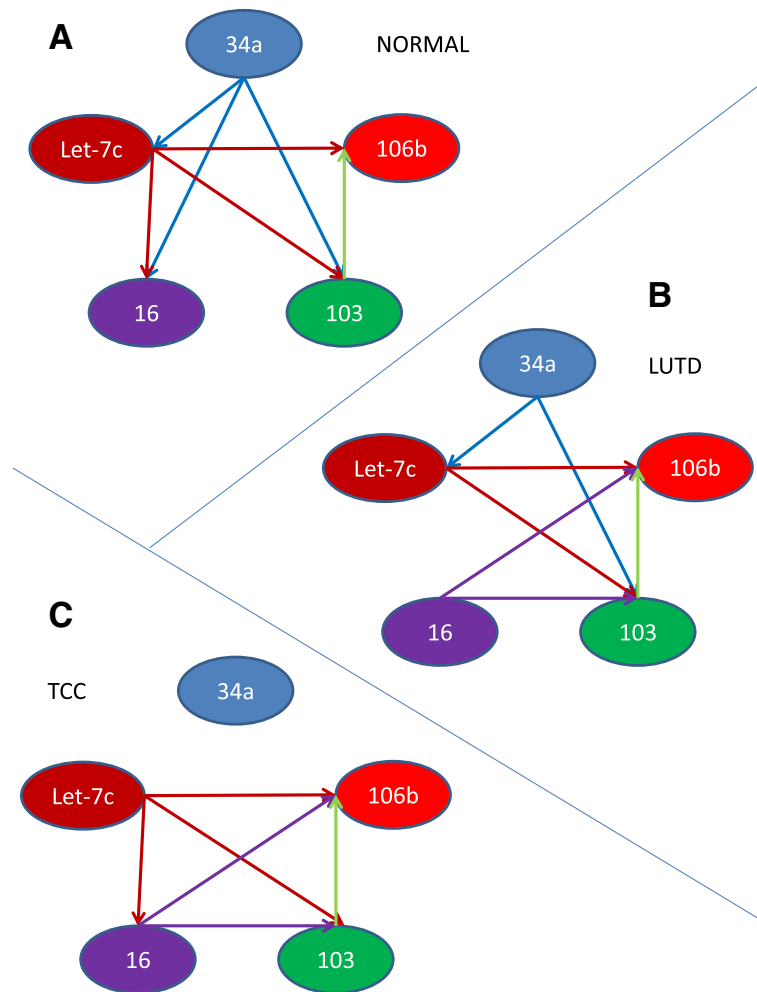 A
34a
NORMAL
Let-7c
106b
16
103
B
34a
LUTD
Let-7c
106b
16
103
C
TCC
34a
Let-7c
106b
16
103